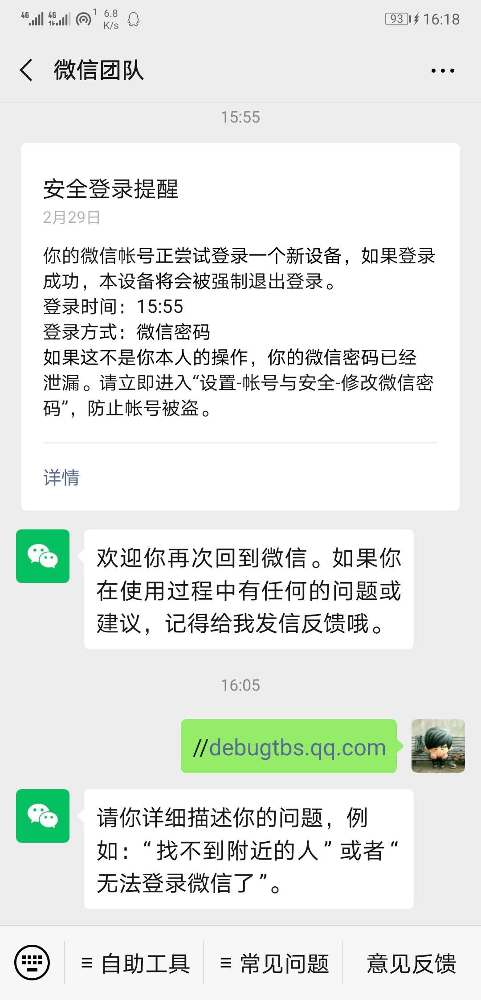 4G 4G 1 6.8 K/s 93 16:18
微信团队
15:55
安全登录提醒
2月29日
你的微信帐号正尝试登录一个新设备，如果登录
成功，本设备将会被强制退出登录。
登录时间：15:55
登录方式：微信密码
如果这不是你本人的操作，你的微信密码已经
泄漏。请立即进入“设置-帐号与安全-修改微信密
码”，防止帐号被盗。
详情
欢迎你再次回到微信。如果你
在使用过程中有任何的问题或
建议，记得给我发信反馈哦。
16:05
//debugtbs.qq.com
请你详细描述你的问题，例
如：“找不到附近的人”或者“
无法登录微信了”。
自助工具 常见问题 意见反馈